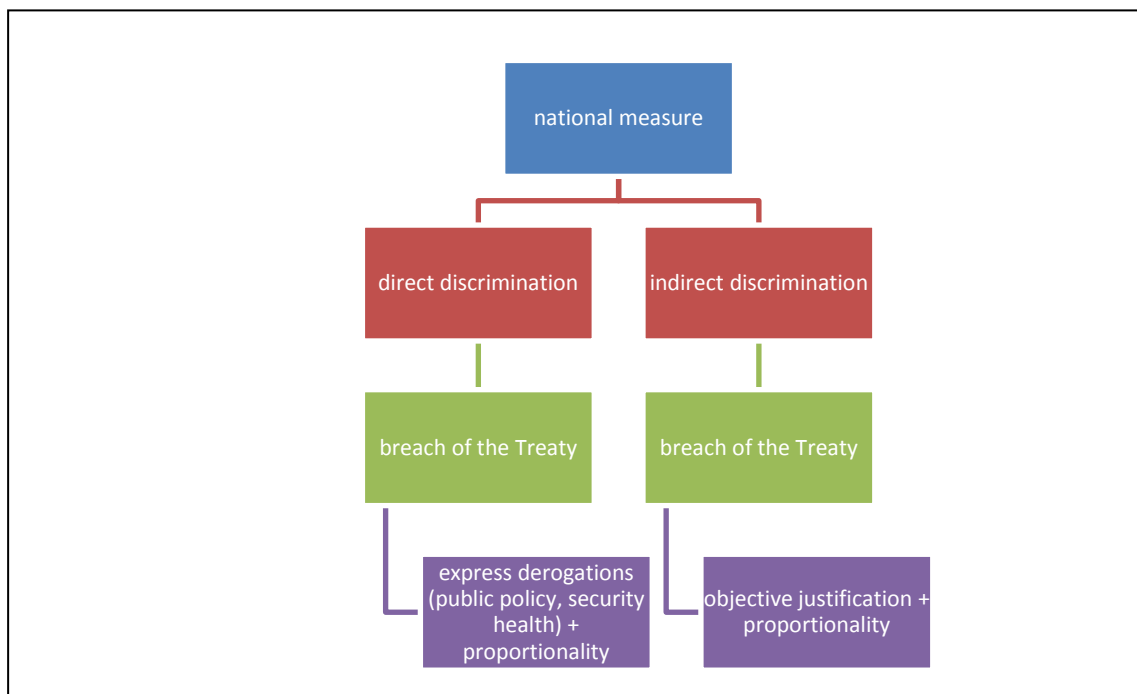 national measure
direct discrimination
indirect discrimination
breach of the Treaty
breach of the Treaty
express derogations
(public policy, security
health) +
proportionality
objective justification +
proportionality